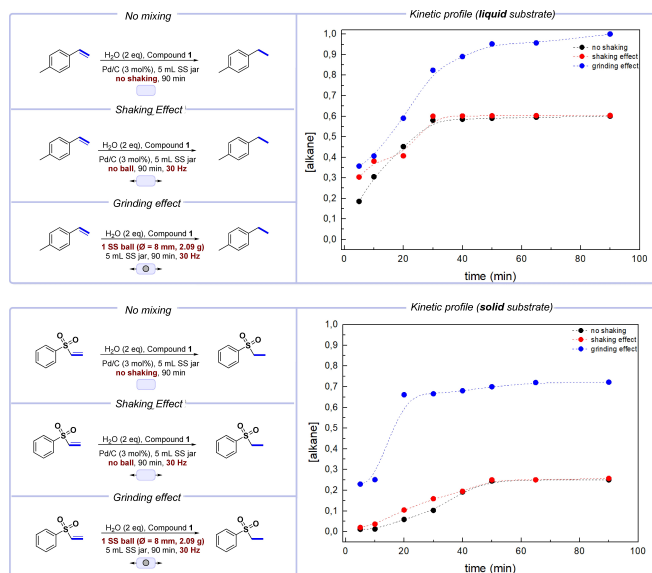 No mixing
H₂O (2 eq), Compound 1
Pd/C (3 mol%), 5 mL SS jar
no shaking, 90 min
Shaking Effect
H₂O (2 eq), Compound 1
Pd/C (3 mol%), 5 mL SS jar
no ball, 90 min, 30 Hz
Grinding effect
H₂O (2 eq), Compound 1
1 SS ball (Ø = 8 mm, 2.09 g)
5 mL SS jar, 90 min, 30 Hz
Kinetic profile (liquid substrate)
no shaking
shaking effect
grinding effect
[alkane]
1,0
0,9
0,8
0,7
0,6
0,5
0,4
0,3
0,2
0,1
0,0
0 20 40 60 80 100
time (min)
No mixing
O O
S
H₂O (2 eq), Compound 1
Pd/C (3 mol%), 5 mL SS jar
no shaking, 90 min
O O
S
Shaking Effect
O O
S
H₂O (2 eq), Compound 1
Pd/C (3 mol%), 5 mL SS jar
no ball, 90 min, 30 Hz
O O
S
Grinding effect
O O
S
H₂O (2 eq), Compound 1
1 SS ball (Ø = 8 mm, 2.09 g)
5 mL SS jar, 90 min, 30 Hz
O O
S
Kinetic profile (solid substrate)
no shaking
shaking effect
grinding effect
[alkane]
1,0
0,9
0,8
0,7
0,6
0,5
0,4
0,3
0,2
0,1
0,0
0 20 40 60 80 100
time (min)